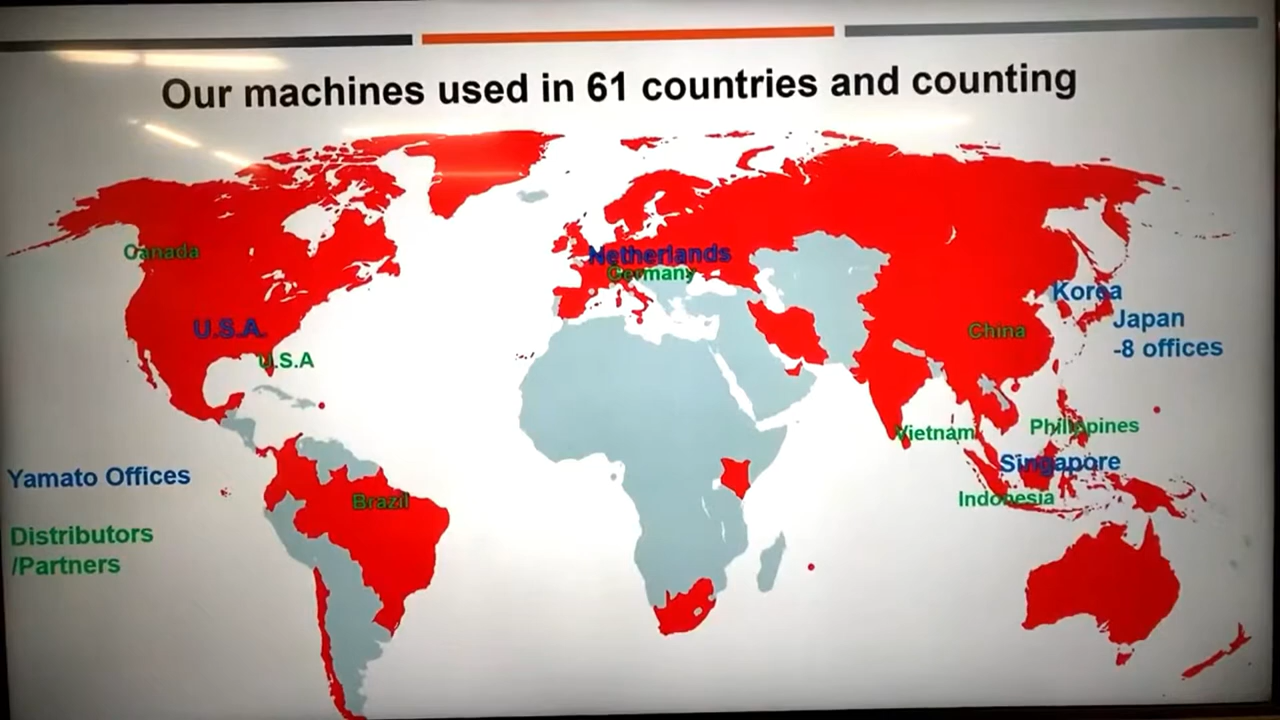 Our machines used in 61 countries and counting
Canada
Netherlands
Germany
U.S.A.
U.S.A
Korea
China
Japan
-8 offices
Vietnam
Philippines
Singapore
Yamato Offices
Indonesia
Brazil
Distributors
/Partners